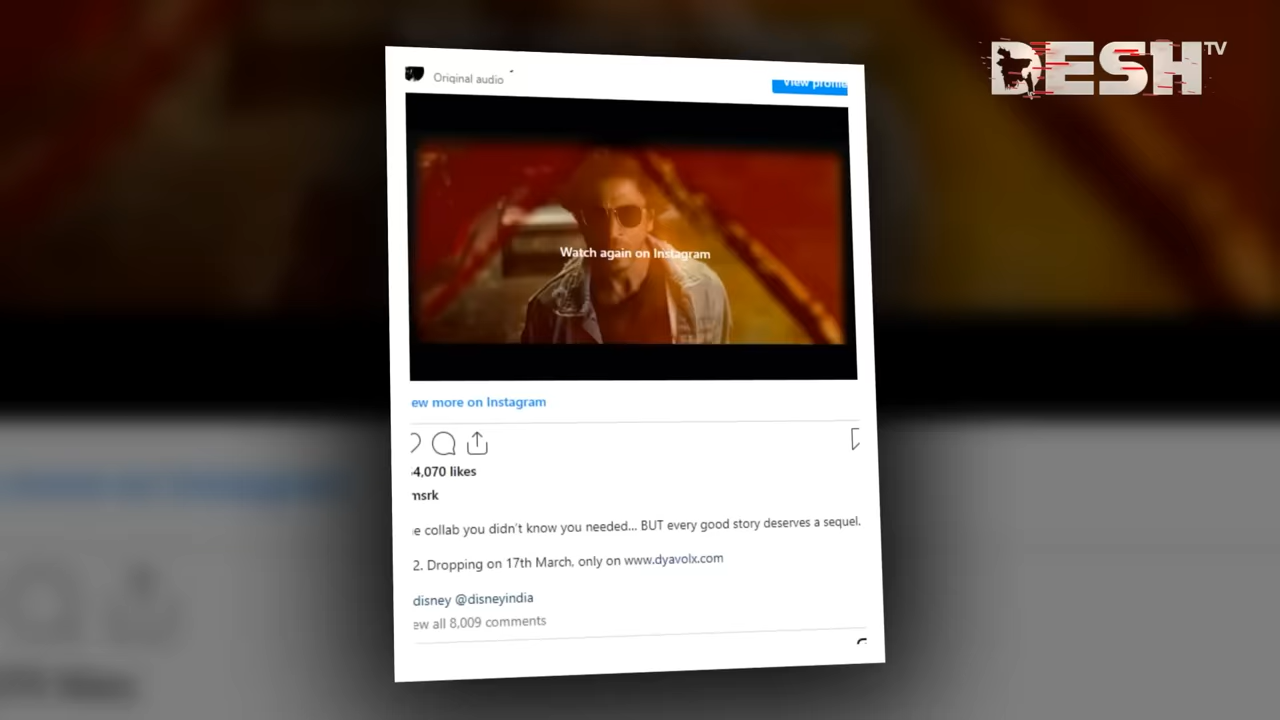 DESH TV
Original audio
View profile
Watch again on Instagram
ew more on Instagram
4,070 likes
msrk
e collab you didn't know you needed... BUT every good story deserves a sequel.
2. Dropping on 17th March, only on www.dyavolx.com
disney @disneyindia
ew all 8,009 comments